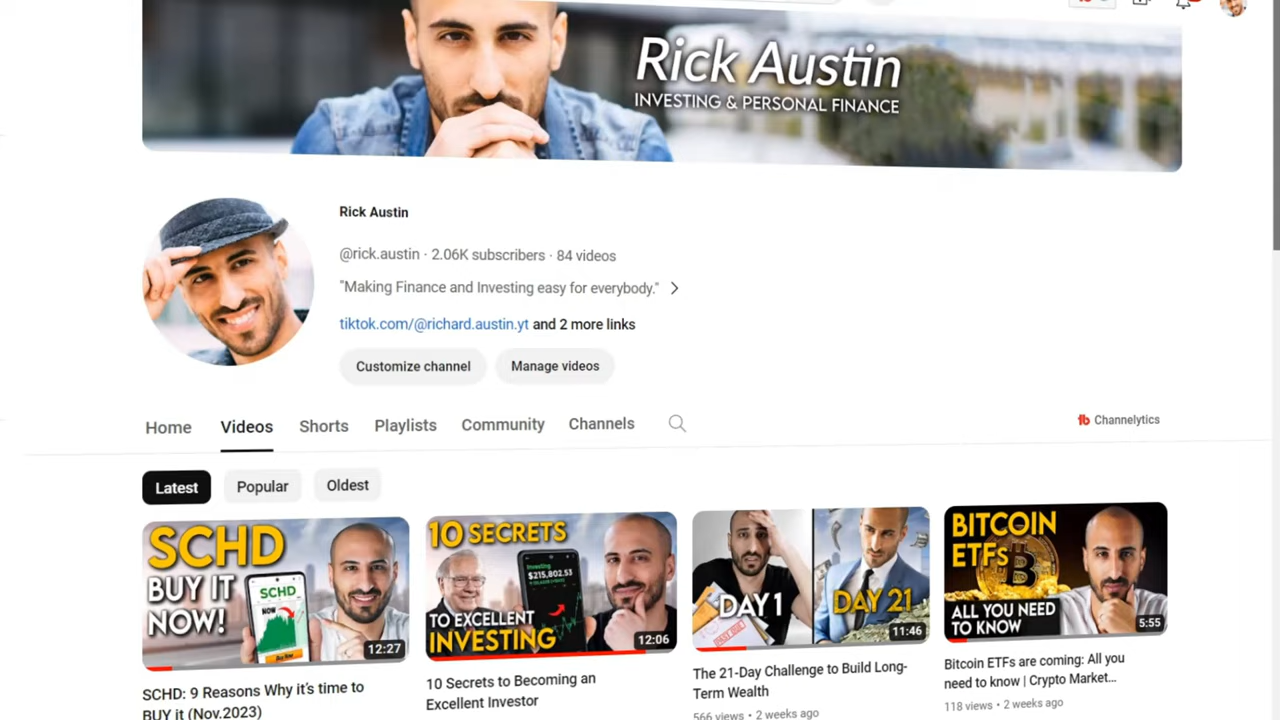 Rick Austin
INVESTING & PERSONAL FINANCE
Rick Austin
@rick.austin · 2.06K subscribers · 84 videos
"Making Finance and Investing easy for everybody."
tiktok.com/@richard.austin.yt and 2 more links
Customize channel
Manage videos
Home
Videos
Shorts
Playlists
Community
Channels
Channelytics
Latest
Popular
Oldest
SCHD
BUY IT
NOW!
SCHD
NOW
Buy Now
12:27
SCHD: 9 Reasons Why it's time to
BUY it (Nov.2023)
10 SECRETS
Investing
$215,802.53
TO EXCELLENT
INVESTING
12:06
10 Secrets to Becoming an
Excellent Investor
DAY 1
DAY 21
11:46
The 21-Day Challenge to Build Long-
Term Wealth
566 views • 2 weeks ago
BITCOIN
ETFs
ALL YOU NEED
TO KNOW
5:55
Bitcoin ETFs are coming: All you
need to know | Crypto Market...
118 views • 2 weeks ago